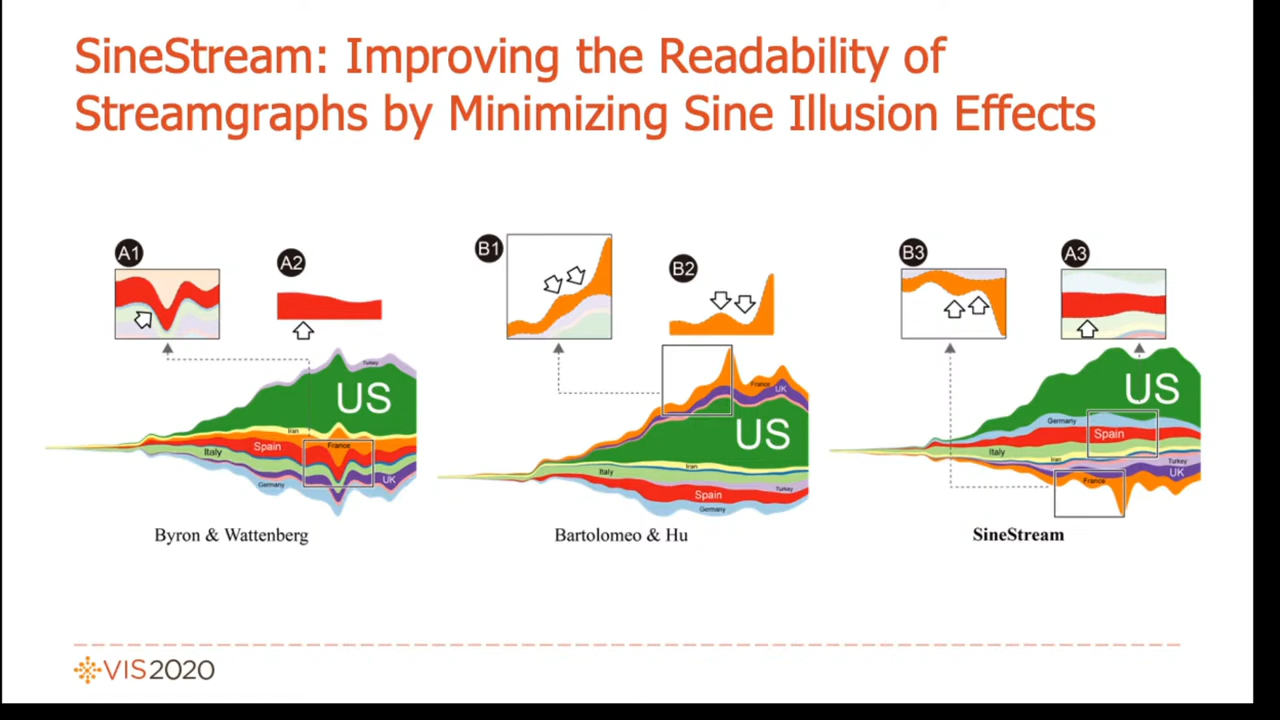 SineStream: Improving the Readability of
Streamgraphs by Minimizing Sine Illusion Effects
A1
A2
Turkey
US
Iran
Spain
France
Italy
UK
Germany
Byron & Wattenberg
B1
B2
France
UK
US
Iran
Italy
Turkey
Spain
Germany
Bartolomeo & Hu
B3
A3
US
Germany
Spain
Italy
Iran
Turkey
UK
France
SineStream
VIS2020